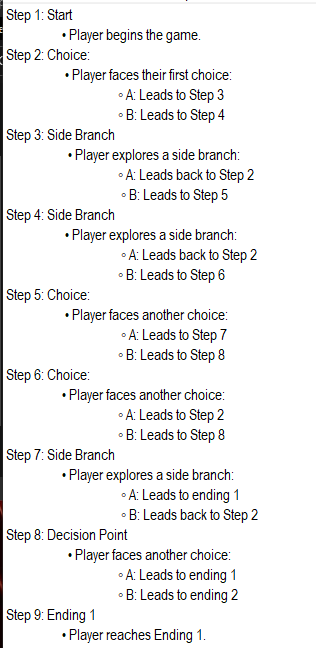 Step 1: Start
• Player begins the game.
Step 2: Choice:
• Player faces their first choice:
◦ A: Leads to Step 3
◦ B: Leads to Step 4
Step 3: Side Branch
• Player explores a side branch:
◦ A: Leads back to Step 2
◦ B: Leads to Step 5
Step 4: Side Branch
• Player explores a side branch:
◦ A: Leads back to Step 2
◦ B: Leads to Step 6
Step 5: Choice:
• Player faces another choice:
◦ A: Leads to Step 7
◦ B: Leads to Step 8
Step 6: Choice:
• Player faces another choice:
◦ A: Leads to Step 2
◦ B: Leads to Step 8
Step 7: Side Branch
• Player explores a side branch:
◦ A: Leads to ending 1
◦ B: Leads back to Step 2
Step 8: Decision Point
• Player faces another choice:
◦ A: Leads to ending 1
◦ B: Leads to ending 2
Step 9: Ending 1
• Player reaches Ending 1.